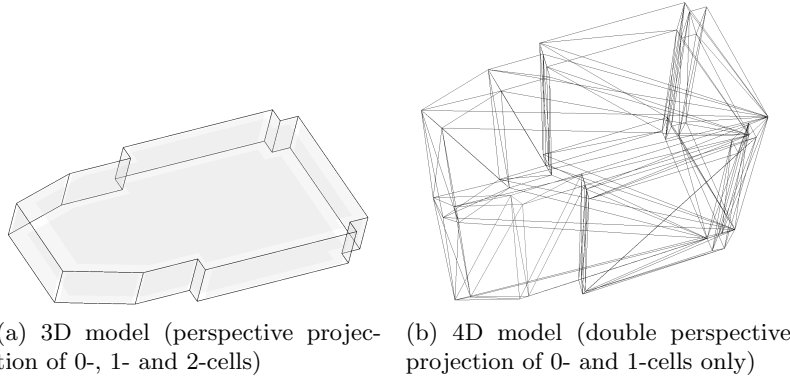 (a) 3D model (perspective projec-
tion of 0-, 1- and 2-cells)
(b) 4D model (double perspective
projection of 0- and 1-cells only)